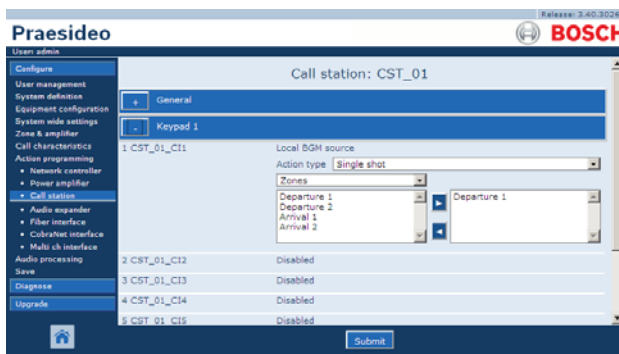 Release: 3.40.3024
Praesideo
BOSCH
User: admin
Configure
User management
System definition
Equipment configuration
System wide settings
Zone & amplifier
Call characteristics
Action programming
• Network controller
• Power amplifier
• Call station
• Audio expander
• Fiber interface
• CobraNet interface
• Multi ch interface
Audio processing
Save
Diagnose
Upgrade
Call station: CST_01
+ General
- Keypad 1
1 CST_01_CI1 Local BGM source
Action type Single shot
Zones
Departure 1
Departure 2
Arrival 1
Arrival 2
Departure 1
2 CST_01_CI2 Disabled
3 CST_01_CI3 Disabled
4 CST_01_CI4 Disabled
5 CST_01_CI5 Disabled
Submit